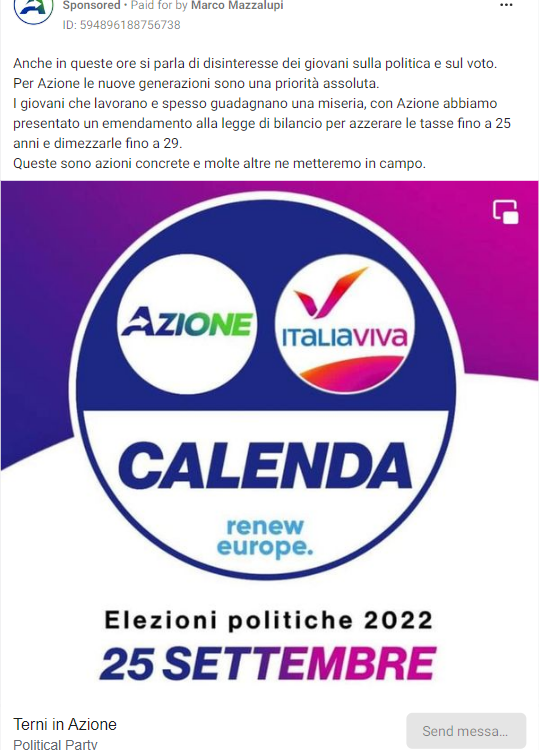 Sponsored • Paid for by Marco Mazzalupi
ID: 594896188756738
Anche in queste ore si parla di disinteresse dei giovani sulla politica e sul voto.
Per Azione le nuove generazioni sono una priorità assoluta.
I giovani che lavorano e spesso guadagnano una miseria, con Azione abbiamo
presentato un emendamento alla legge di bilancio per azzerare le tasse fino a 25
anni e dimezzarle fino a 29.
Queste sono azioni concrete e molte altre ne metteremo in campo.
AZIONE
ITALIAVIVA
CALENDA
renew
europe.
Elezioni politiche 2022
25 SETTEMBRE
Terni in Azione
Political Party
Send messa...